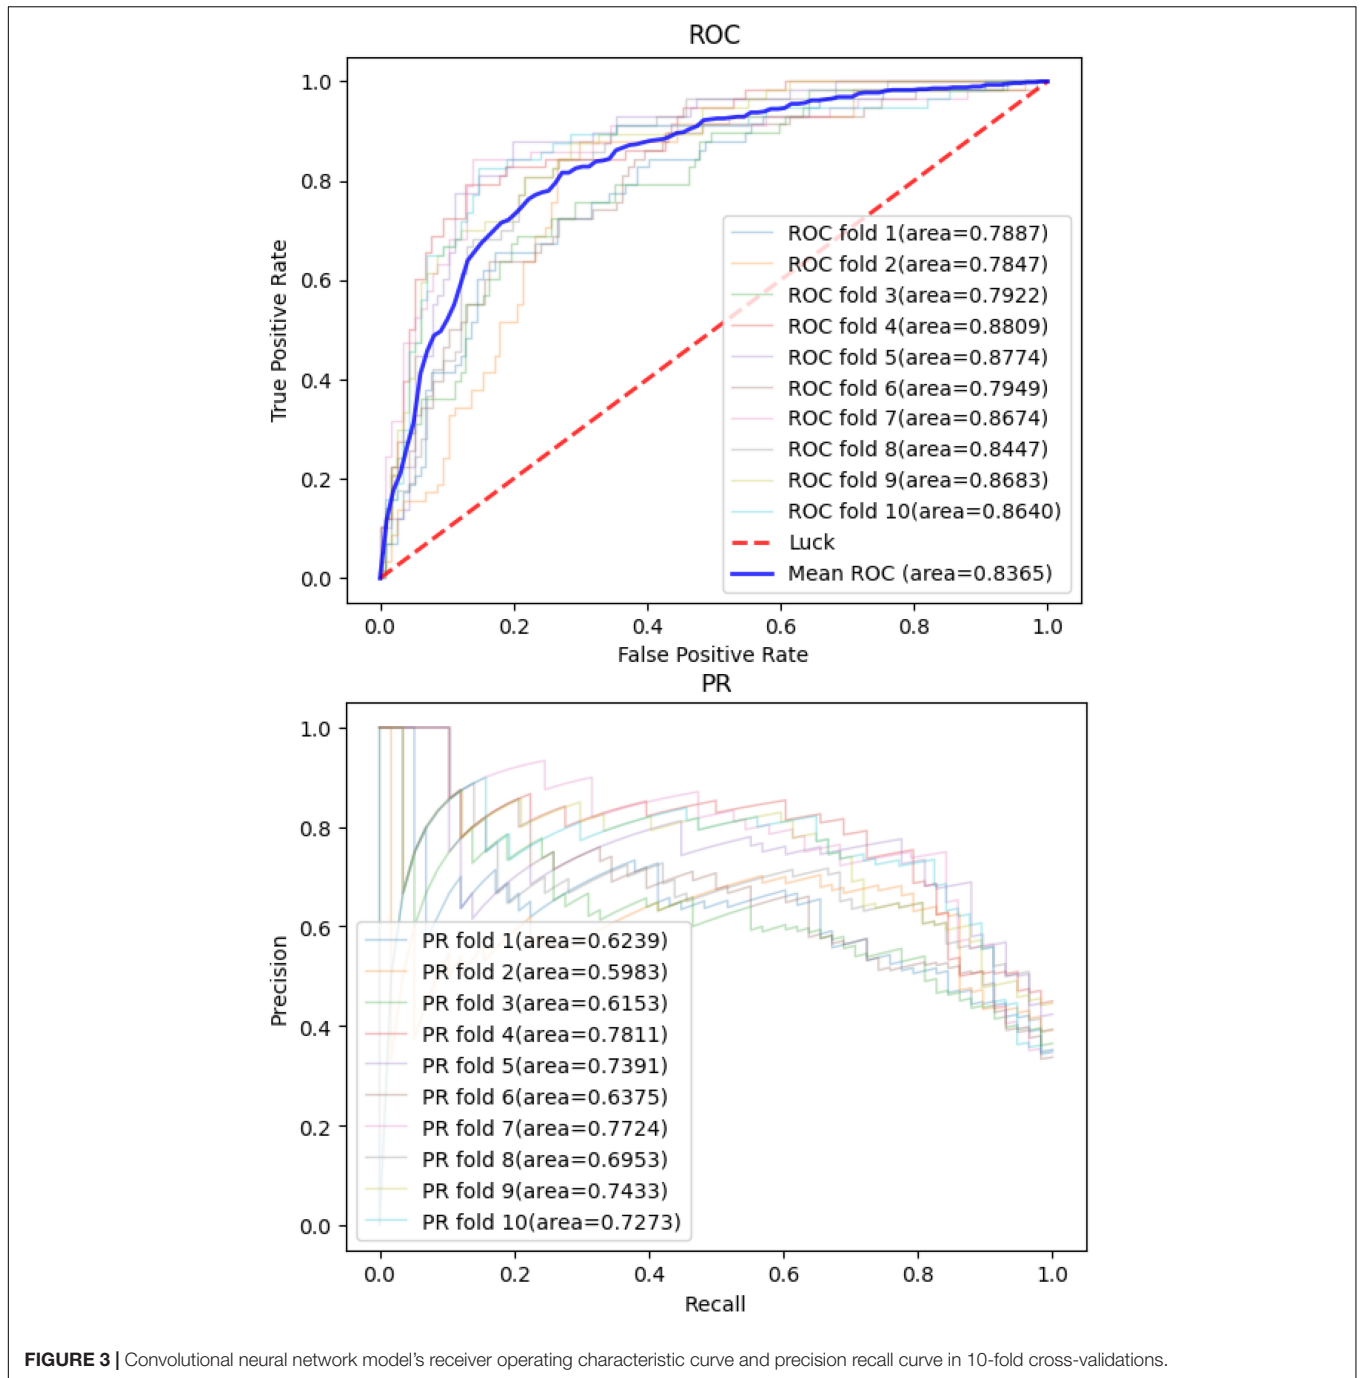 ROC
1.0
0.8
0.6
0.4
0.2
0.0
True Positive Rate
ROC fold 1(area=0.7887)
ROC fold 2(area=0.7847)
ROC fold 3(area=0.7922)
ROC fold 4(area=0.8809)
ROC fold 5(area=0.8774)
ROC fold 6(area=0.7949)
ROC fold 7(area=0.8674)
ROC fold 8(area=0.8447)
ROC fold 9(area=0.8683)
ROC fold 10(area=0.8640)
Luck
Mean ROC (area=0.8365)
0.0 0.2 0.4 0.6 0.8 1.0
False Positive Rate
PR
1.0
0.8
0.6
0.4
0.2
0.0
Precision
PR fold 1(area=0.6239)
PR fold 2(area=0.5983)
PR fold 3(area=0.6153)
PR fold 4(area=0.7811)
PR fold 5(area=0.7391)
PR fold 6(area=0.6375)
PR fold 7(area=0.7724)
PR fold 8(area=0.6953)
PR fold 9(area=0.7433)
PR fold 10(area=0.7273)
0.0 0.2 0.4 0.6 0.8 1.0
Recall
FIGURE 3 | Convolutional neural network model's receiver operating characteristic curve and precision recall curve in 10-fold cross-validations.